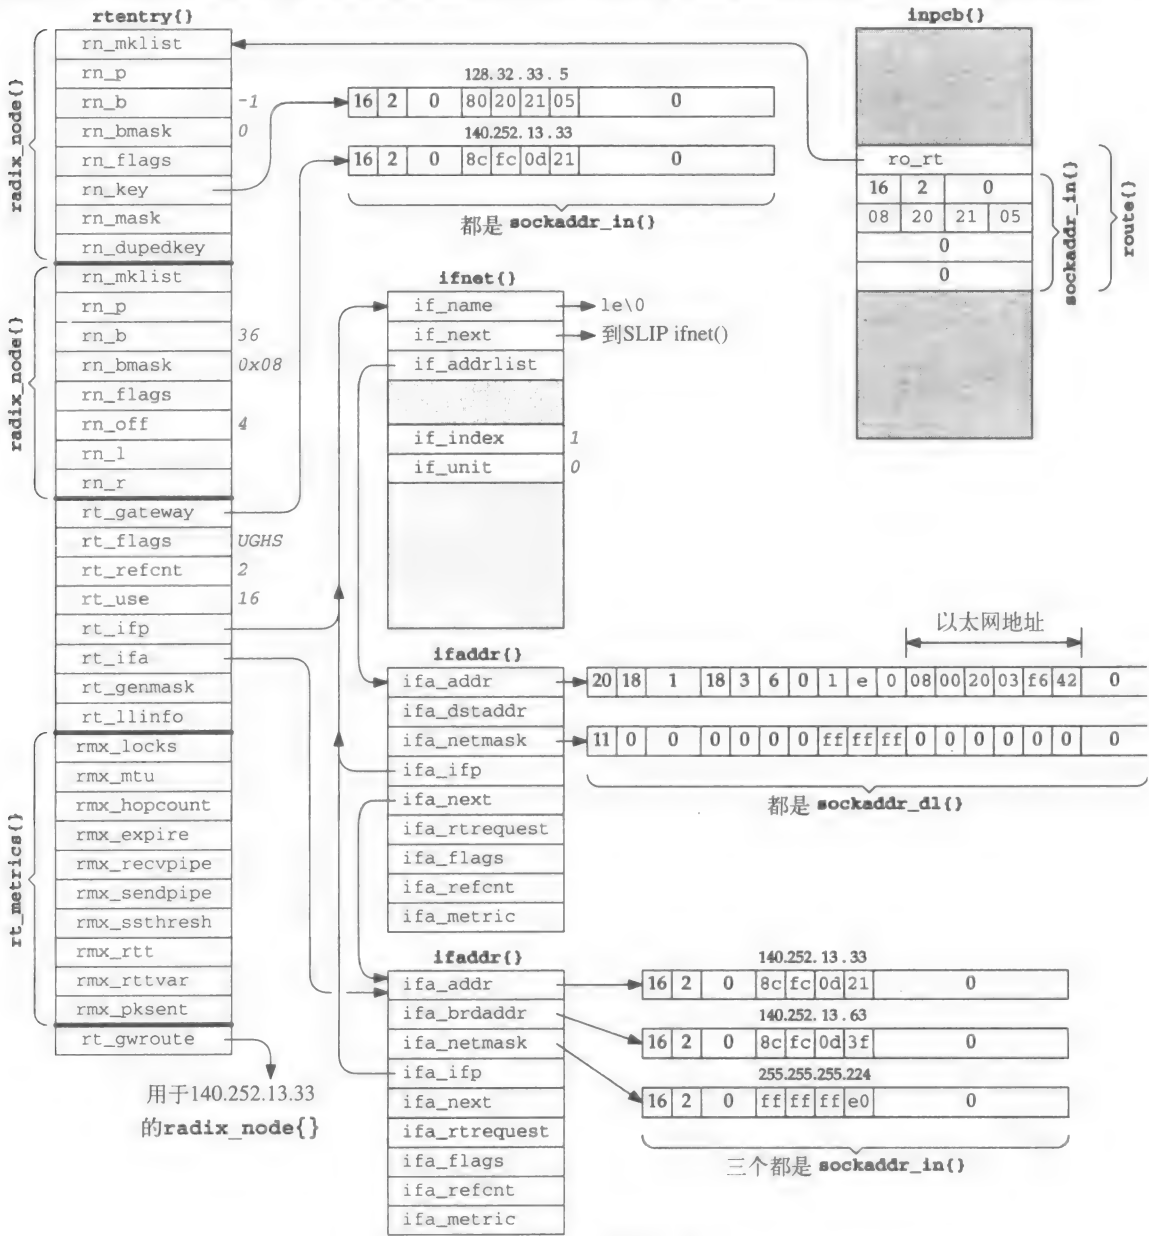 rtentry{}
radix_node{}
rn_mklist
rn_p
rn_b -1
rn_bmask 0
rn_flags
rn_key
rn_mask
rn_dupedkey
radix_node{}
rn_mklist
rn_p
rn_b 36
rn_bmask 0x08
rn_flags
rn_off 4
rn_l
rn_r
rt_gateway
rt_flags UGHS
rt_refcnt 2
rt_use 16
rt_ifp
rt_ifa
rt_genmask
rt_llinfo
rt_metrics{}
rmx_locks
rmx_mtu
rmx_hopcount
rmx_expire
rmx_recvpipe
rmx_sendpipe
rmx_ssthresh
rmx_rtt
rmx_rttvar
rmx_pksent
rt_gwroute
用于140.252.13.33
的radix_node{}
128.32.33.5
16 2 0 80 20 21 05 0
140.252.13.33
16 2 0 8c fc 0d 21 0
都是 sockaddr_in{}
inpcb{}
ro_rt
16 2 0
08 20 21 05
0
0
sockaddr_in{}
route{}
ifnet{}
if_name le\0
if_next 到SLIP ifnet()
if_addrlist
if_index 1
if_unit 0
ifaddr{}
ifa_addr
ifa_dstaddr
ifa_netmask
ifa_ifp
ifa_next
ifa_rtrequest
ifa_flags
ifa_refcnt
ifa_metric
以太网地址
20 18 1 18 3 6 0 l e 0 08 00 20 03 f6 42 0
11 0 0 0 0 0 0 ff ff ff 0 0 0 0 0 0 0
都是 sockaddr_dl{}
ifaddr{}
ifa_addr
ifa_brdaddr
ifa_netmask
ifa_ifp
ifa_next
ifa_rtrequest
ifa_flags
ifa_refcnt
ifa_metric
140.252.13.33
16 2 0 8c fc 0d 21 0
140.252.13.63
16 2 0 8c fc 0d 3f 0
255.255.255.224
16 2 0 ff ff ff e0 0
三个都是 sockaddr_in{}